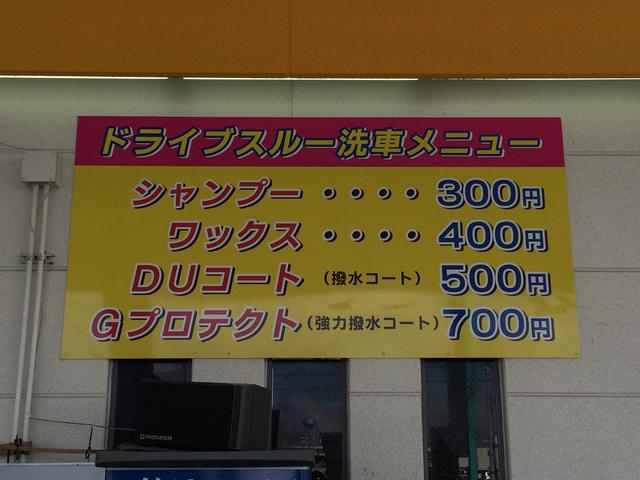 ドライブスルー洗車メニュー
シャンプー ・・・・ 300円
ワックス ・・・・ 400円
DUコート (撥水コート) 500円
Gプロテクト (強力撥水コート) 700円
PIONEER